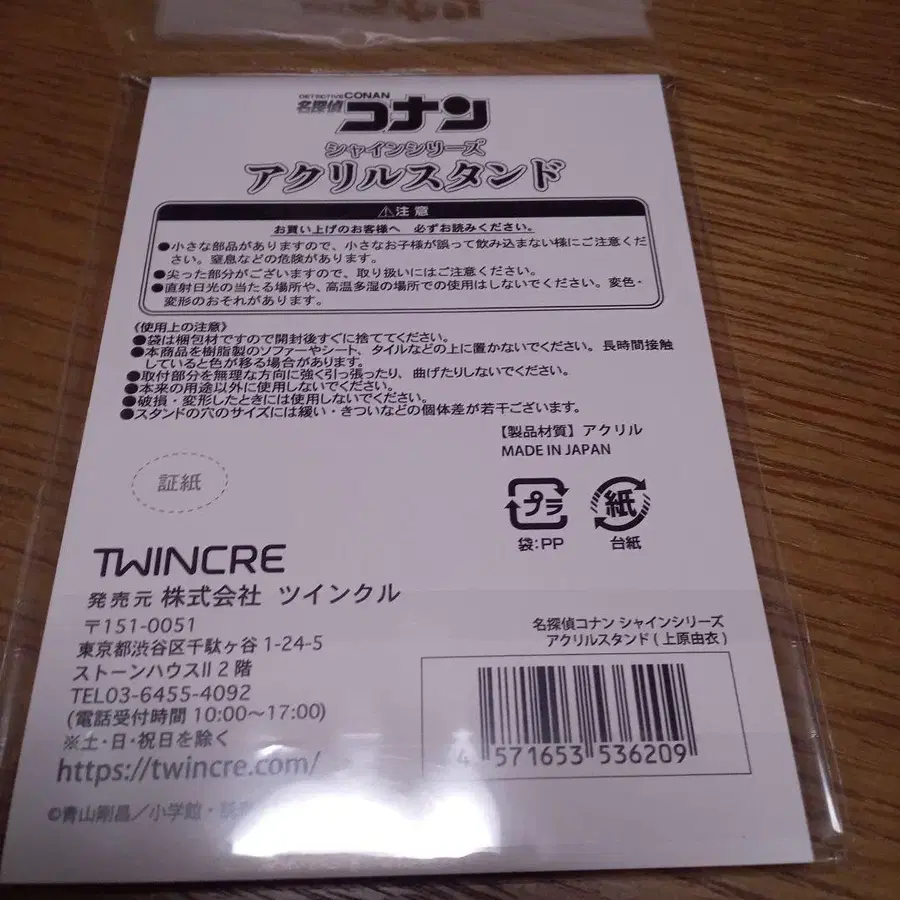 DETECTIVE CONAN
名探偵コナン
シャインシリーズ
アクリルスタンド
⚠注意
お買い上げのお客様へ 必ずお読みください。
●小さな部品がありますので、小さなお子様が誤って飲み込まない様にご注意くだ
さい。窒息などの危険があります。
●尖った部分がございますので、取り扱いにはご注意ください。
●直射日光の当たる場所や、高温多湿の場所での使用はしないでください。変色・
変形のおそれがあります。
《使用上の注意》
●袋は梱包材ですので開封後すぐに捨ててください。
●本商品を樹脂製のソファーやシート、タイルなどの上に置かないでください。長時間接触
していると色が移る場合があります。
●取付部分を無理な方向に強く引っ張ったり、曲げたりしないでください。
●本来の用途以外に使用しないでください。
●破損・変形したときには使用しないでください。
●スタンドの穴のサイズには緩い・きついなどの個体差が若干ございます。
【製品材質】アクリル
MADE IN JAPAN
証紙
プラ
袋:PP
紙
台紙
TWINCRE
発売元 株式会社 ツインクル
〒151-0051
東京都渋谷区千駄ヶ谷1-24-5
ストーンハウスII 2階
TEL03-6455-4092
(電話受付時間 10:00～17:00)
※土・日・祝日を除く
https://twincre.com/
©青山剛昌／小学館・読売
名探偵コナン シャインシリーズ
アクリルスタンド(上原由衣)
4 571653 536209